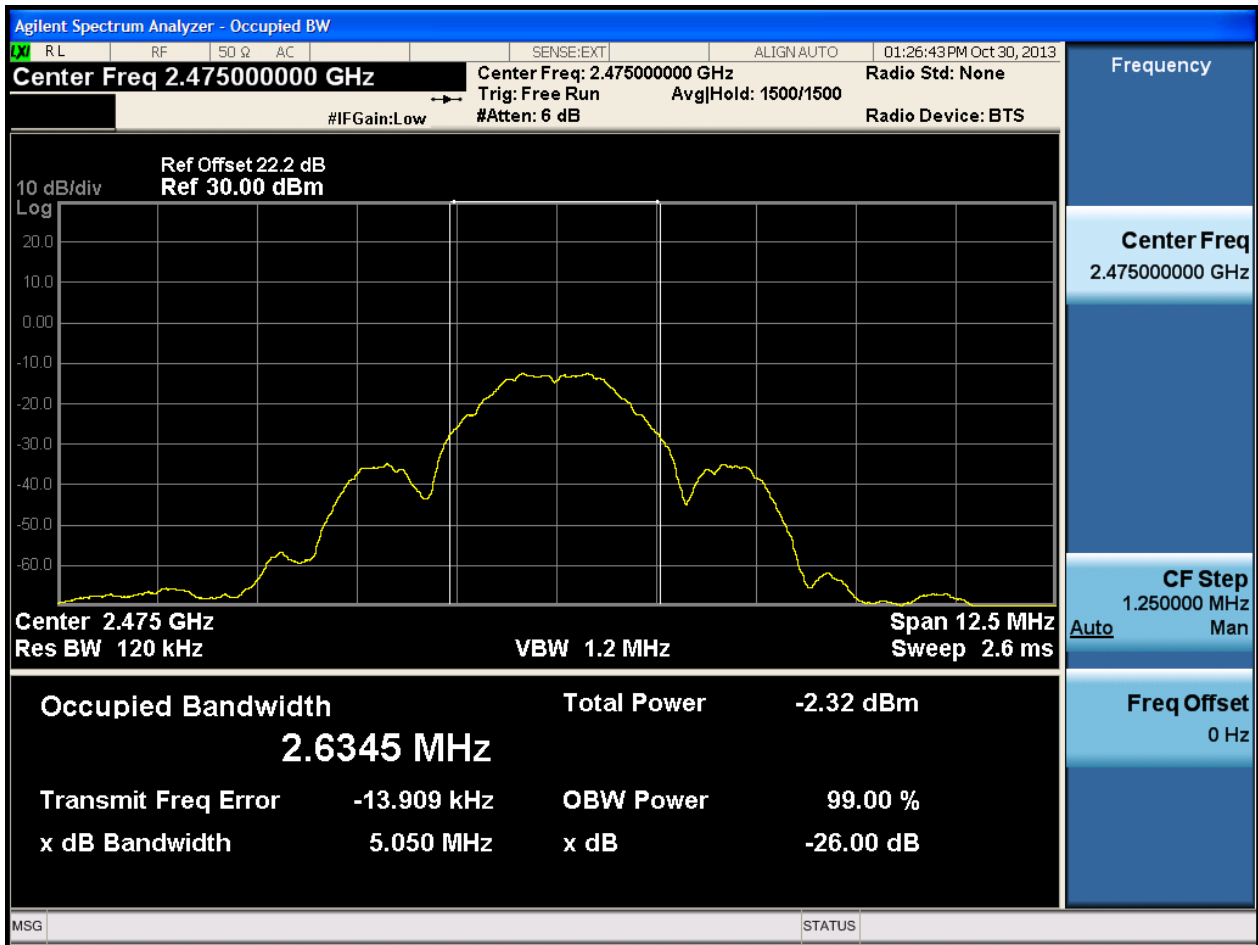 Agilent Spectrum Analyzer - Occupied BW
LXI RL RF 50 Ω AC SENSE:EXT ALIGN AUTO 01:26:43 PM Oct 30, 2013
Center Freq 2.475000000 GHz
Center Freq: 2.475000000 GHz
Radio Std: None
Trig: Free Run
Avg|Hold: 1500/1500
#IFGain:Low
#Atten: 6 dB
Radio Device: BTS
Ref Offset 22.2 dB
10 dB/div
Ref 30.00 dBm
Log
20.0
10.0
0.00
-10.0
-20.0
-30.0
-40.0
-50.0
-60.0
Center 2.475 GHz
Span 12.5 MHz
Res BW 120 kHz
VBW 1.2 MHz
Sweep 2.6 ms
Occupied Bandwidth
2.6345 MHz
Total Power -2.32 dBm
Transmit Freq Error -13.909 kHz
OBW Power 99.00 %
x dB Bandwidth 5.050 MHz
x dB -26.00 dB
Frequency
Center Freq
2.475000000 GHz
CF Step
1.250000 MHz
Auto Man
Freq Offset
0 Hz
MSG
STATUS